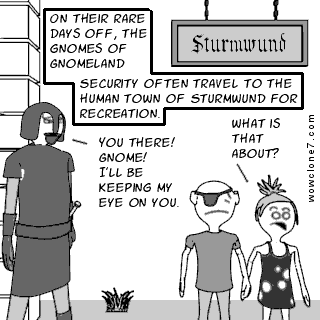 ON THEIR RARE
DAYS OFF, THE
GNOMES OF
GNOMELAND
SECURITY OFTEN TRAVEL TO THE
HUMAN TOWN OF STURMWUND FOR
RECREATION.
Sturmwund
YOU THERE!
GNOME!
I'LL BE
KEEPING MY
EYE ON YOU.
WHAT IS
THAT
ABOUT?
wowclone7.com